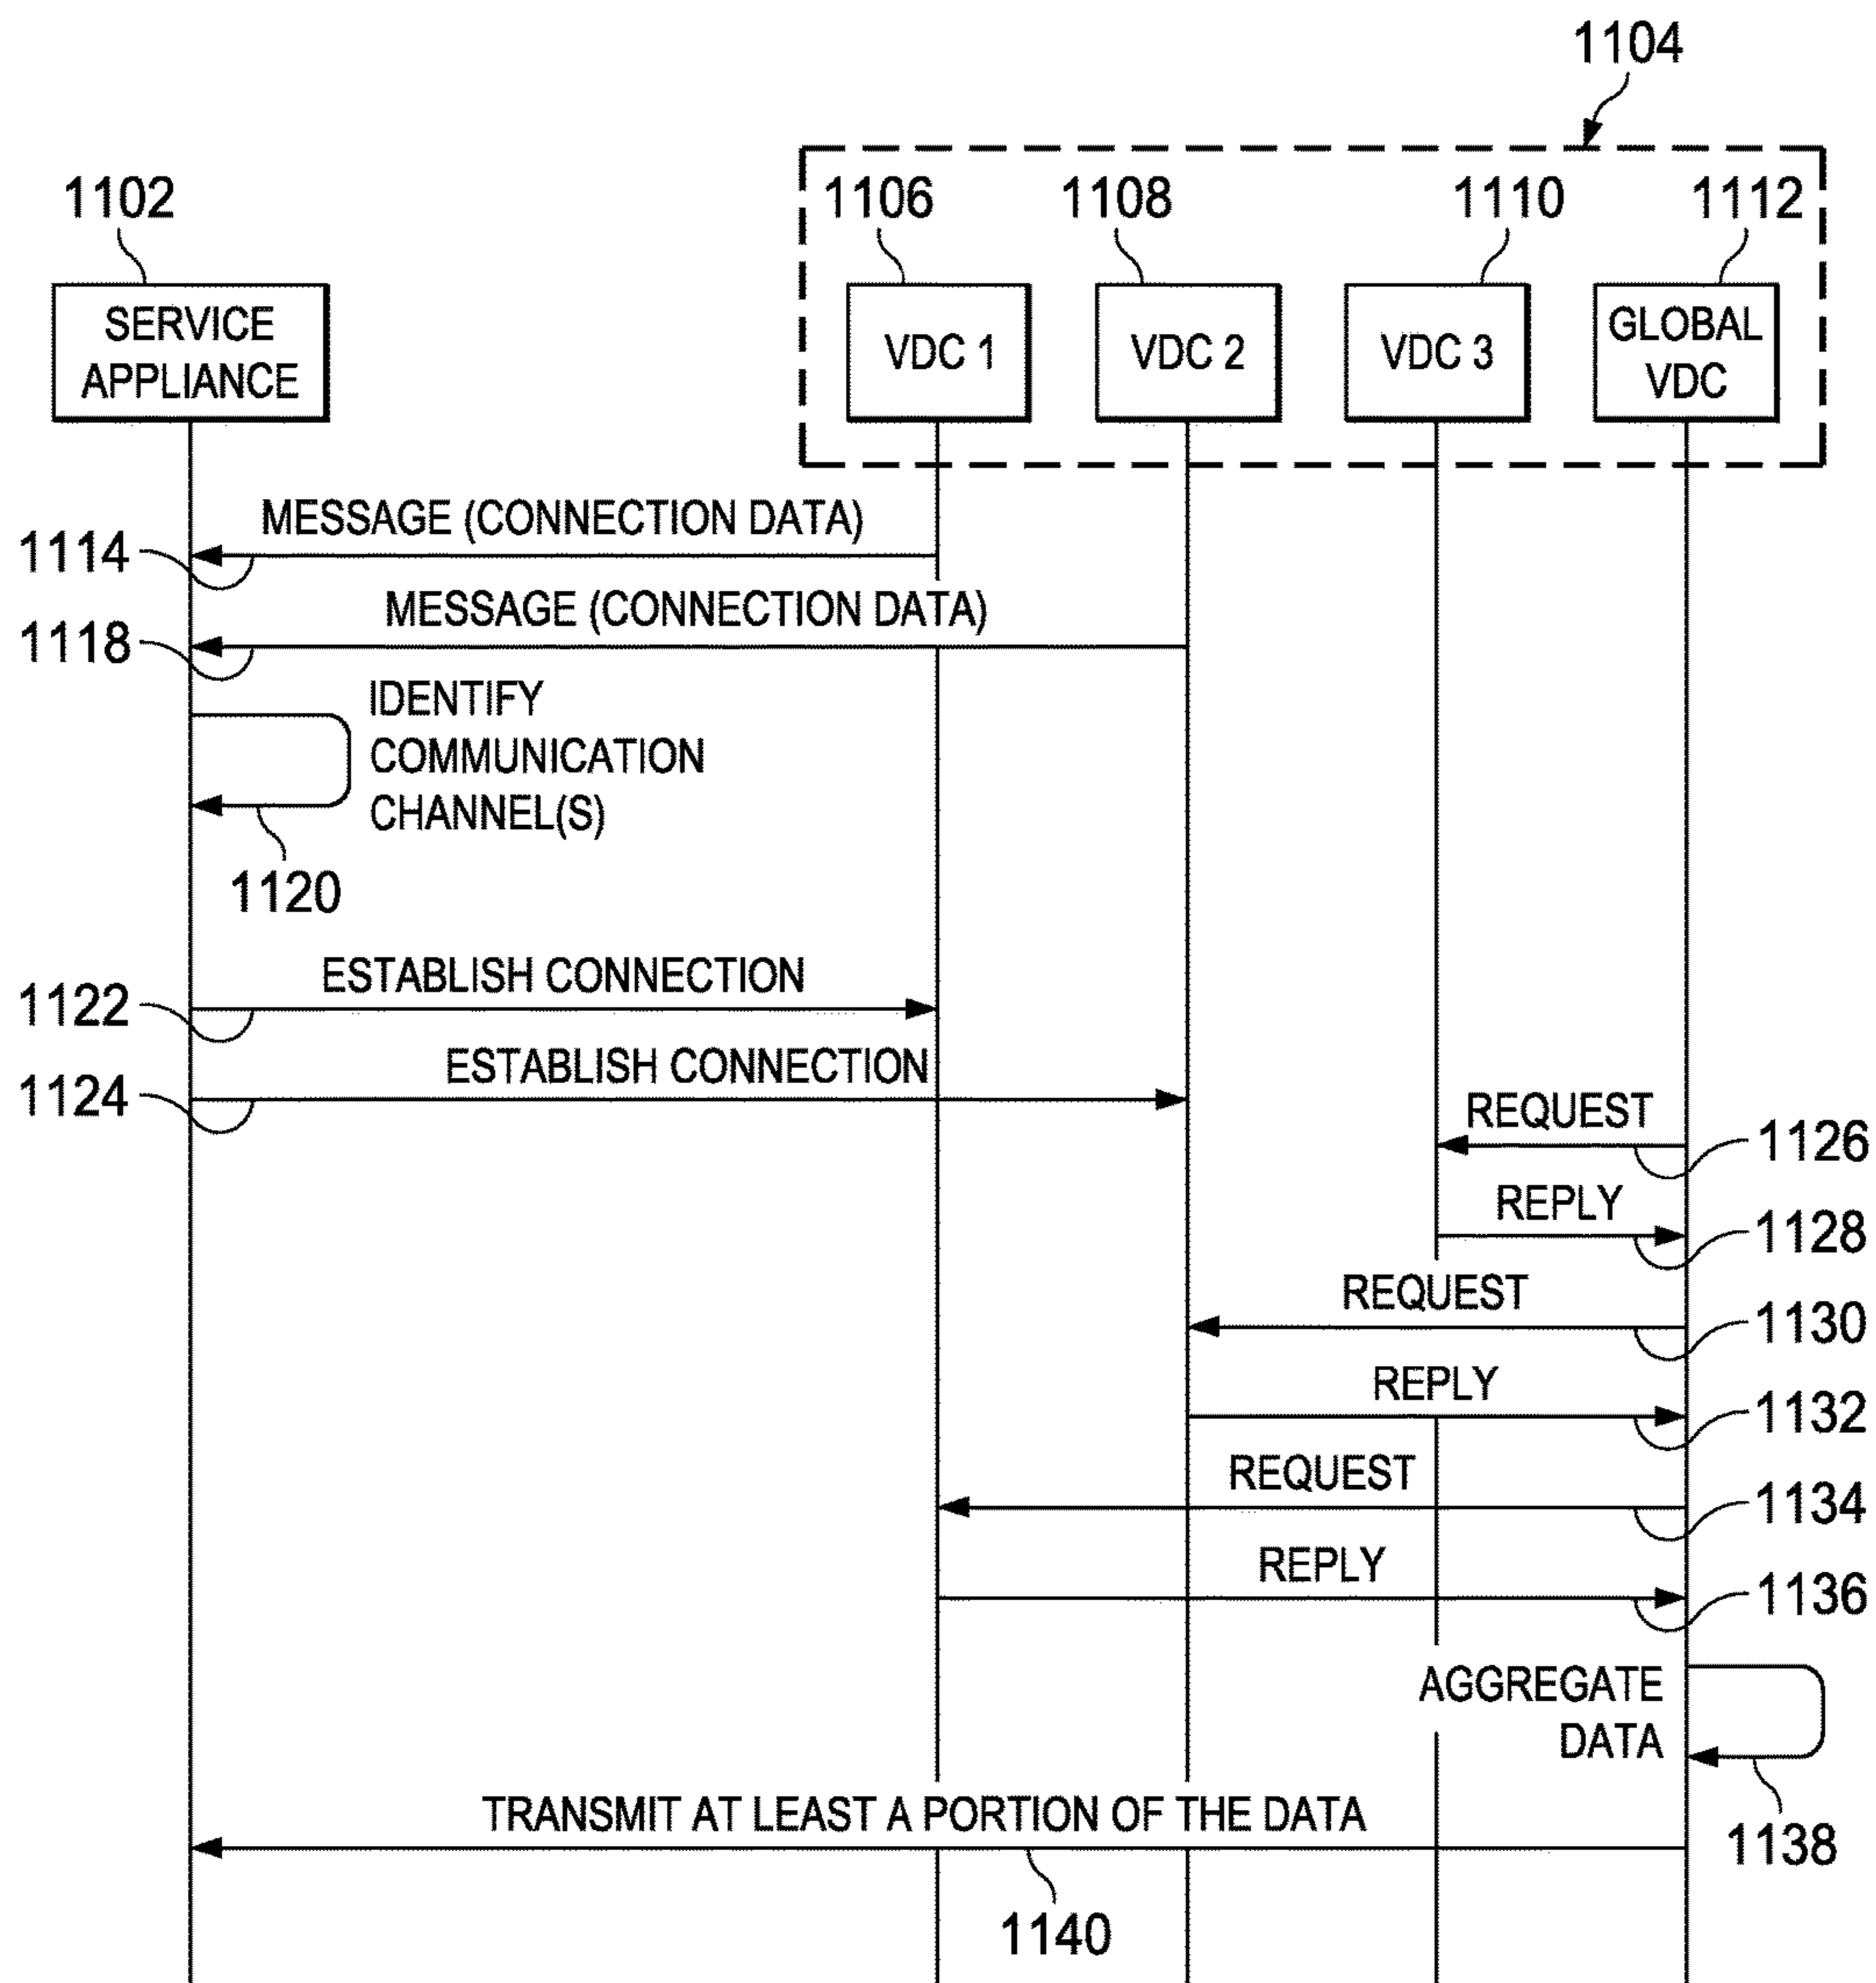 1104
1102
1106
1108
1110
1112
SERVICE
APPLIANCE
VDC 1
VDC 2
VDC 3
GLOBAL
VDC
MESSAGE (CONNECTION DATA)
1114
MESSAGE (CONNECTION DATA)
1118
IDENTIFY
COMMUNICATION
CHANNEL(S)
1120
ESTABLISH CONNECTION
1122
ESTABLISH CONNECTION
1124
REQUEST
1126
REPLY
1128
REQUEST
1130
REPLY
1132
REQUEST
1134
REPLY
1136
AGGREGATE
DATA
1138
TRANSMIT AT LEAST A PORTION OF THE DATA
1140